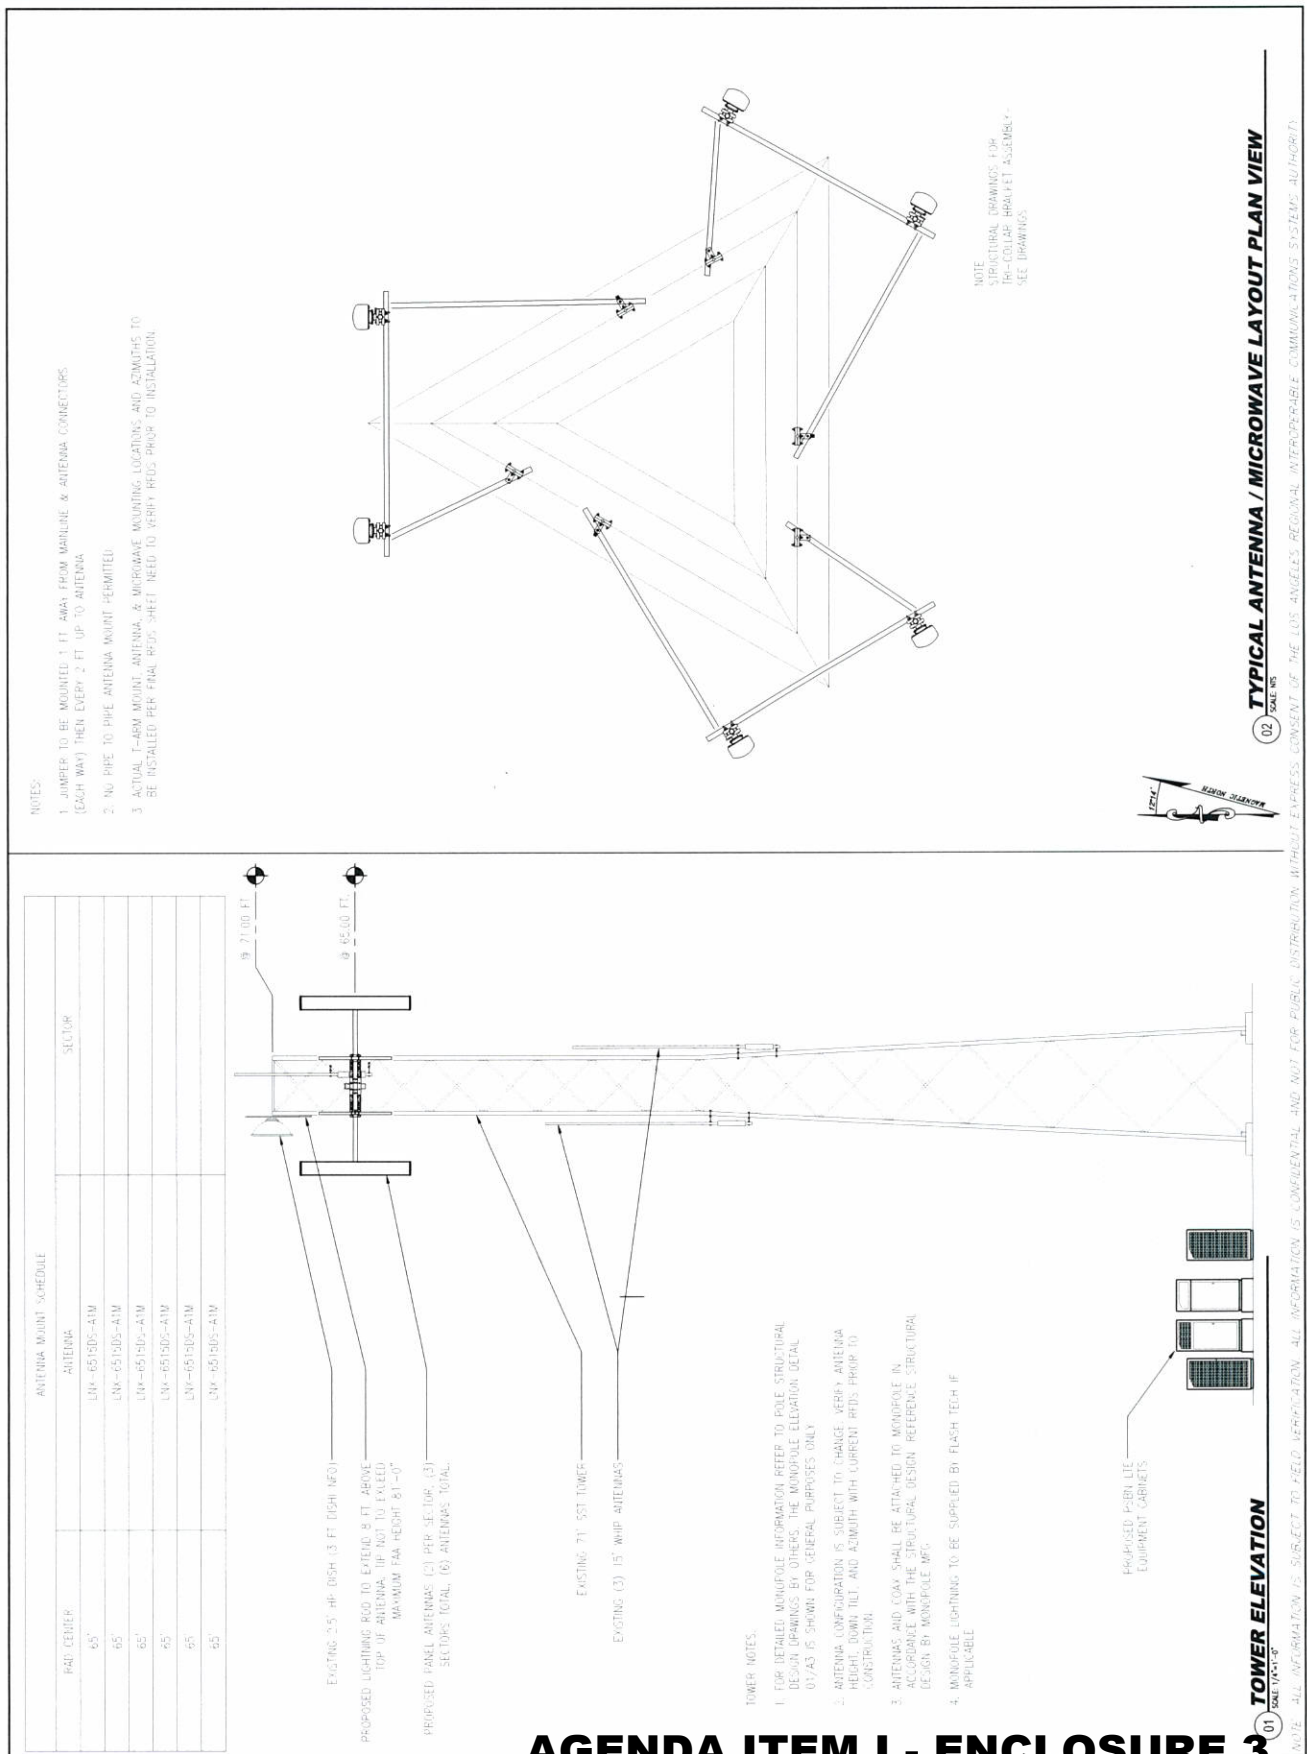 ANTENNA MOUNT SCHEDULE
RAD CENTER ANTENNA SECTOR
65' LNX-6515DS-A1M
65' LNX-6515DS-A1M
65' LNX-6515DS-A1M
65' LNX-6515DS-A1M
65' LNX-6515DS-A1M
65' LNX-6515DS-A1M
@ 71.00 FT.
@ 65.00 FT.
EXISTING 2.5' HP DISH (3 FT DISH NFO)
PROPOSED LIGHTNING ROD TO EXTEND 8 FT ABOVE
TOP OF ANTENNA. TIP NOT TO EXCEED
MAXIMUM FAA HEIGHT 81'-0"
PROPOSED PANEL ANTENNAS (2) PER SECTOR, (3)
SECTORS TOTAL, (6) ANTENNAS TOTAL.
EXISTING 71' SST TOWER
EXISTING (3) 15' WHIP ANTENNAS
TOWER NOTES:
1. FOR DETAILED MONOPOLE INFORMATION REFER TO POLE STRUCTURAL
DESIGN DRAWINGS BY OTHERS. THE MONOPOLE ELEVATION DETAIL
01/A3 IS SHOWN FOR GENERAL PURPOSES ONLY
2. ANTENNA CONFIGURATION IS SUBJECT TO CHANGE. VERIFY ANTENNA
HEIGHT, DOWN TILT, AND AZIMUTH WITH CURRENT RFDS PRIOR TO
CONSTRUCTION.
3. ANTENNAS AND COAX SHALL BE ATTACHED TO MONOPOLE IN
ACCORDANCE WITH THE STRUCTURAL DESIGN REFERENCE STRUCTURAL
DESIGN BY MONOPOLE MFG.
4. MONOPOLE LIGHTNING TO BE SUPPLIED BY FLASH TECH IF
APPLICABLE
PROPOSED PSBN LTE
EQUIPMENT CABINETS
01 TOWER ELEVATION
SCALE: 1/4"=1'-0"
NOTES:
1 JUMPER TO BE MOUNTED 1 FT AWAY FROM MAINLINE & ANTENNA CONNECTORS
(EACH WAY) THEN EVERY 2 FT UP TO ANTENNA
2. NO PIPE TO PIPE ANTENNA MOUNT PERMITTED.
3 ACTUAL T-ARM MOUNT, ANTENNA, & MICROWAVE MOUNTING LOCATIONS AND AZIMUTHS TO
BE INSTALLED PER FINAL RFDS SHEET. NEED TO VERIFY RFDS PRIOR TO INSTALLATION
NOTE
STRUCTURAL DRAWINGS FOR
TRI-COLLAR BRACKET ASSEMBLY-
SEE DRAWINGS
12°14'
MAGNETIC NORTH
02 TYPICAL ANTENNA / MICROWAVE LAYOUT PLAN VIEW
SCALE: NTS
NOTE: ALL INFORMATION IS SUBJECT TO FIELD VERIFICATION. ALL INFORMATION IS CONFIDENTIAL AND NOT FOR PUBLIC DISTRIBUTION WITHOUT EXPRESS CONSENT OF THE LOS ANGELES REGIONAL INTEROPERABLE COMMUNICATIONS SYSTEMS AUTHORITY.
AGENDA ITEM I - ENCLOSURE 3